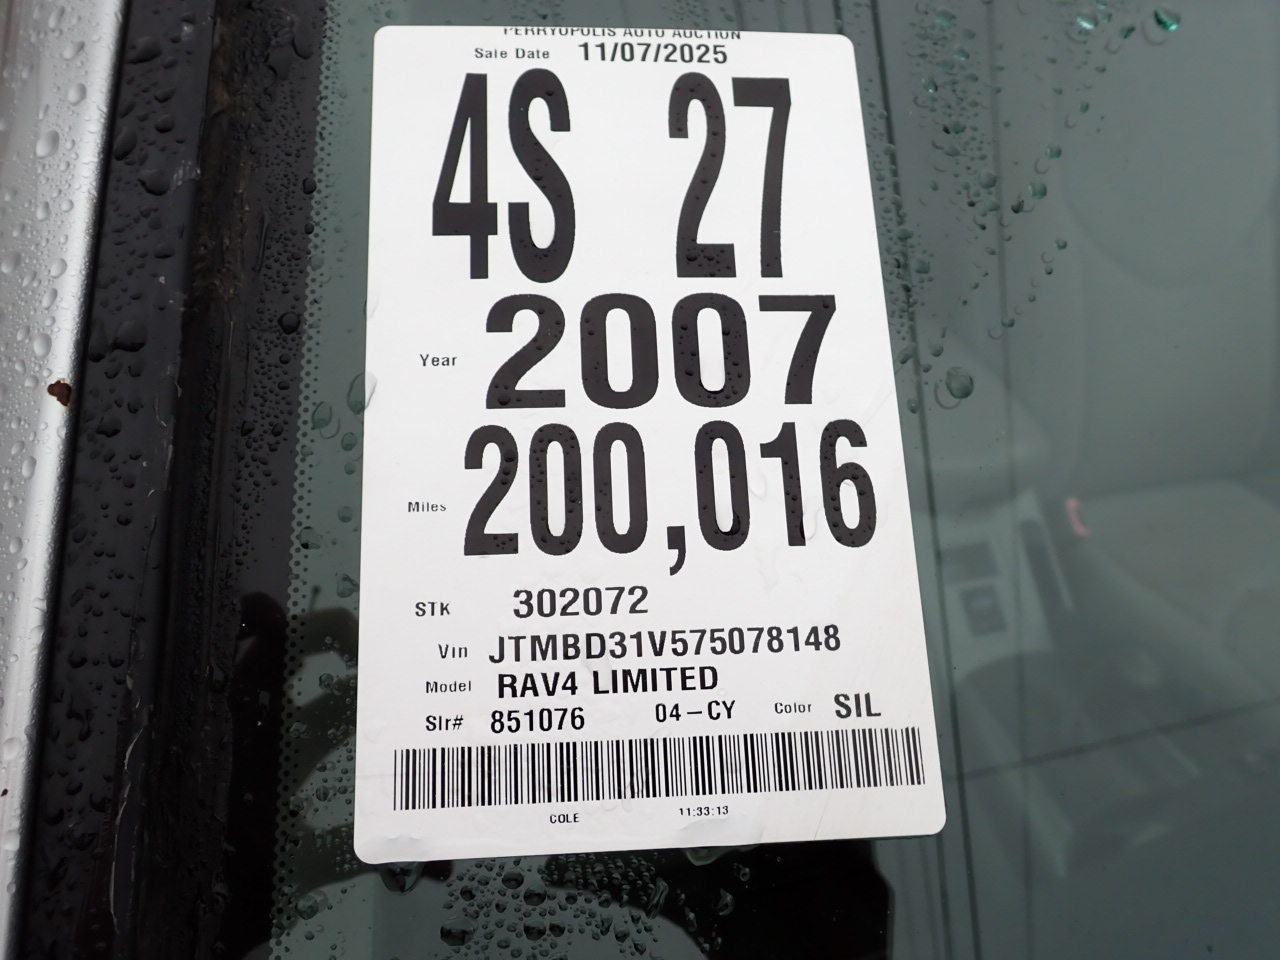 PERRYOPOLIS AUTO AUCTION
Sale Date 11/07/2025
4S 27
Year 2007
Miles 200,016
STK 302072
Vin JTMBD31V575078148
Model RAV4 LIMITED
Slr# 851076 04-CY Color SIL
COLE 11:33:13